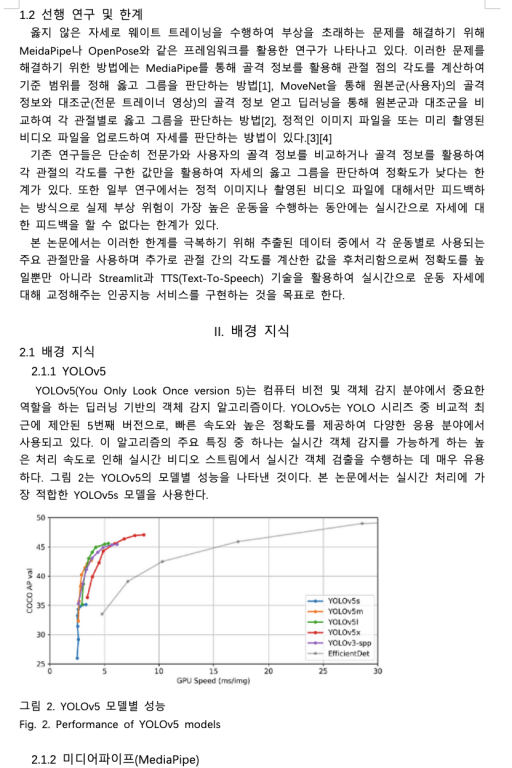 1.2 선행 연구 및 한계
옳지 않은 자세로 웨이트 트레이닝을 수행하여 부상을 초래하는 문제를 해결하기 위해
MeidaPipe나 OpenPose와 같은 프레임워크를 활용한 연구가 나타나고 있다. 이러한 문제를
해결하기 위한 방법에는 MediaPipe를 통해 골격 정보를 활용해 관절 점의 각도를 계산하여
기준 범위를 정해 옳고 그름을 판단하는 방법[1], MoveNet을 통해 원본군(사용자)의 골격
정보와 대조군(전문 트레이너 영상)의 골격 정보 얻고 딥러닝을 통해 원본군과 대조군을 비
교하여 각 관절별로 옳고 그름을 판단하는 방법[2], 정적인 이미지 파일을 또는 미리 촬영된
비디오 파일을 업로드하여 자세를 판단하는 방법이 있다.[3][4]
기존 연구들은 단순히 전문가와 사용자의 골격 정보를 비교하거나 골격 정보를 활용하여
각 관절의 각도를 구한 값만을 활용하여 자세의 옳고 그름을 판단하여 정확도가 낮다는 한
계가 있다. 또한 일부 연구에서는 정적 이미지나 촬영된 비디오 파일에 대해서만 피드백하
는 방식으로 실제 부상 위험이 가장 높은 운동을 수행하는 동안에는 실시간으로 자세에 대
한 피드백을 할 수 없다는 한계가 있다.
본 논문에서는 이러한 한계를 극복하기 위해 추출된 데이터 중에서 각 운동별로 사용되는
주요 관절만을 사용하며 추가로 관절 간의 각도를 계산한 값을 후처리함으로써 정확도를 높
일뿐만 아니라 Streamlit과 TTS(Text-To-Speech) 기술을 활용하여 실시간으로 운동 자세에
대해 교정해주는 인공지능 서비스를 구현하는 것을 목표로 한다.
II. 배경 지식
2.1 배경 지식
2.1.1 YOLOv5
YOLOv5(You Only Look Once version 5)는 컴퓨터 비전 및 객체 감지 분야에서 중요한
역할을 하는 딥러닝 기반의 객체 감지 알고리즘이다. YOLOv5는 YOLO 시리즈 중 비교적 최
근에 제안된 5번째 버전으로, 빠른 속도와 높은 정확도를 제공하여 다양한 응용 분야에서
사용되고 있다. 이 알고리즘의 주요 특징 중 하나는 실시간 객체 감지를 가능하게 하는 높
은 처리 속도로 인해 실시간 비디오 스트림에서 실시간 객체 검출을 수행하는 데 매우 유용
하다. 그림 2는 YOLOv5의 모델별 성능을 나타낸 것이다. 본 논문에서는 실시간 처리에 가
장 적합한 YOLOv5s 모델을 사용한다.
50
45
40
35
30
25
COCO AP val
YOLOv5s
YOLOv5m
YOLOv5l
YOLOv5x
YOLOv3-spp
EfficientDet
0 5 10 15 20 25 30
GPU Speed (ms/img)
그림 2. YOLOv5 모델별 성능
Fig. 2. Performance of YOLOv5 models
2.1.2 미디어파이프(MediaPipe)